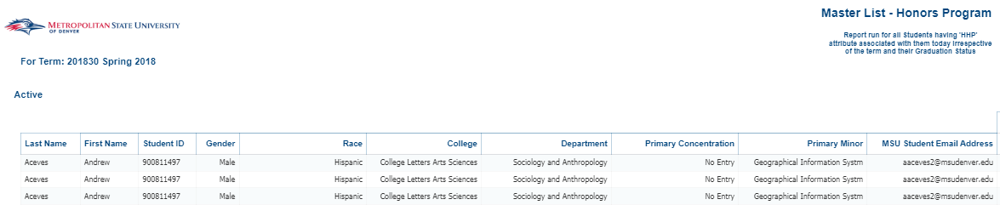 Master List - Honors Program
METROPOLITAN STATE UNIVERSITY
OF DENVER
Report run for all Students having 'HHP'
attribute associated with them today irrespective
of the term and their Graduation Status
For Term: 201830 Spring 2018
Active
Last Name First Name Student ID Gender Race College Department Primary Concentration Primary Minor MSU Student Email Address
Aceves Andrew 900811497 Male Hispanic College Letters Arts Sciences Sociology and Anthropology No Entry Geographical Information Systm aaceves2@msudenver.edu
Aceves Andrew 900811497 Male Hispanic College Letters Arts Sciences Sociology and Anthropology No Entry Geographical Information Systm aaceves2@msudenver.edu
Aceves Andrew 900811497 Male Hispanic College Letters Arts Sciences Sociology and Anthropology No Entry Geographical Information Systm aaceves2@msudenver.edu